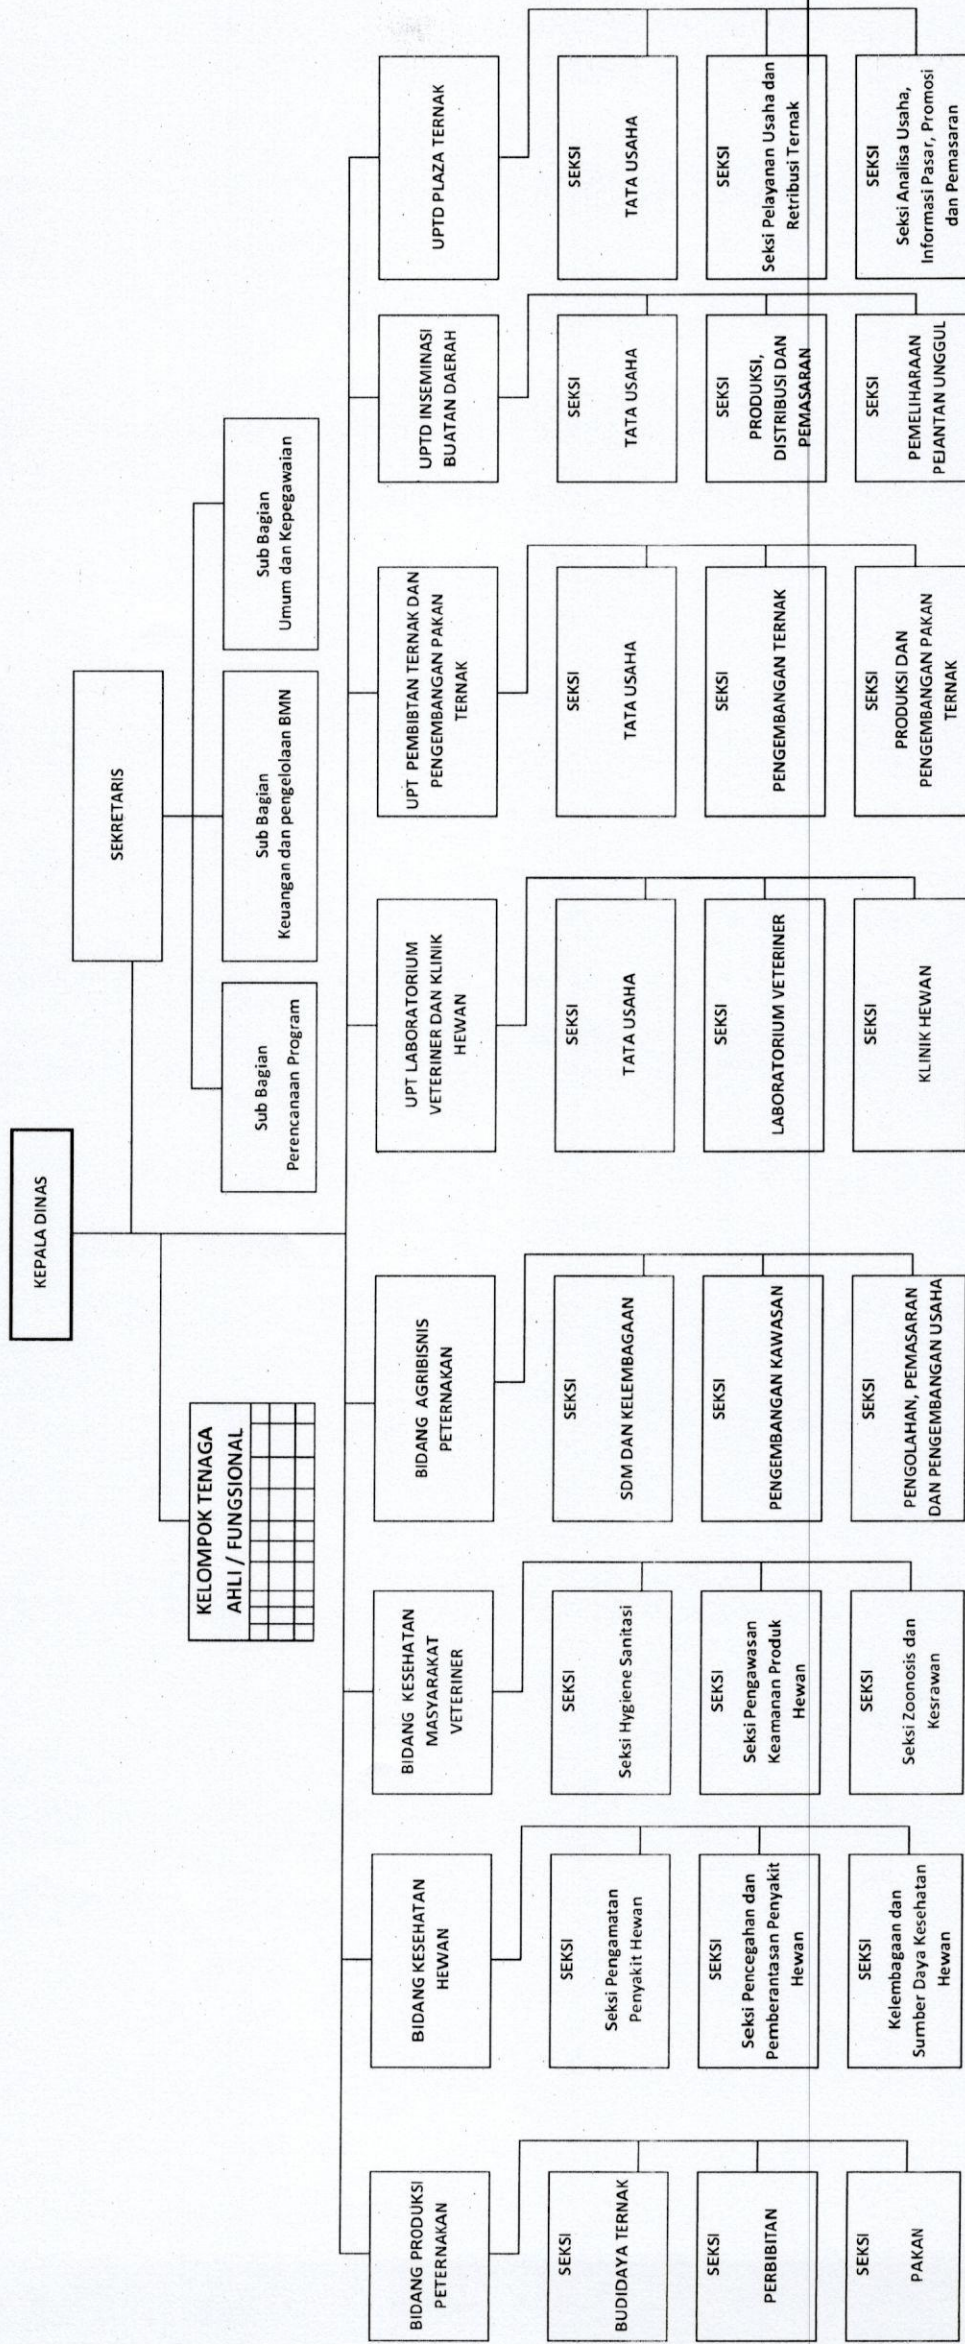 KEPALA DINAS
SEKRETARIS
KELOMPOK TENAGA
AHLI / FUNGSIONAL
Sub Bagian
Perencanaan Program
Sub Bagian
Keuangan dan pengelolaan BMN
Sub Bagian
Umum dan Kepegawaian
BIDANG PRODUKSI
PETERNAKAN
SEKSI
BUDIDAYA TERNAK
SEKSI
PERBIBITAN
SEKSI
PAKAN
BIDANG KESEHATAN
HEWAN
SEKSI
Seksi Pengamatan
Penyakit Hewan
SEKSI
Seksi Pencegahan dan
Pemberantasan Penyakit
Hewan
SEKSI
Kelembagaan dan
Sumber Daya Kesehatan
Hewan
BIDANG KESEHATAN
MASYARAKAT
VETERINER
SEKSI
Seksi Hygiene Sanitasi
SEKSI
Seksi Pengawasan
Keamanan Produk
Hewan
SEKSI
Seksi Zoonosis dan
Kesrawan
BIDANG AGRIBISNIS
PETERNAKAN
SEKSI
SDM DAN KELEMBAGAAN
SEKSI
PENGEMBANGAN KAWASAN
SEKSI
PENGOLAHAN, PEMASARAN
DAN PENGEMBANGAN USAHA
UPT LABORATORIUM
VETERINER DAN KLINIK
HEWAN
SEKSI
TATA USAHA
SEKSI
LABORATORIUM VETERINER
SEKSI
KLINIK HEWAN
UPT PEMBIBTAN TERNAK DAN
PENGEMBANGAN PAKAN
TERNAK
SEKSI
TATA USAHA
SEKSI
PENGEMBANGAN TERNAK
SEKSI
PRODUKSI DAN
PENGEMBANGAN PAKAN
TERNAK
UPTD INSEMINASI
BUATAN DAERAH
SEKSI
TATA USAHA
SEKSI
PRODUKSI,
DISTRIBUSI DAN
PEMASARAN
SEKSI
PEMELIHARAAN
PEJANTAN UNGGUL
UPTD PLAZA TERNAK
SEKSI
TATA USAHA
SEKSI
Seksi Pelayanan Usaha dan
Retribusi Ternak
SEKSI
Seksi Analisa Usaha,
Informasi Pasar, Promosi
dan Pemasaran